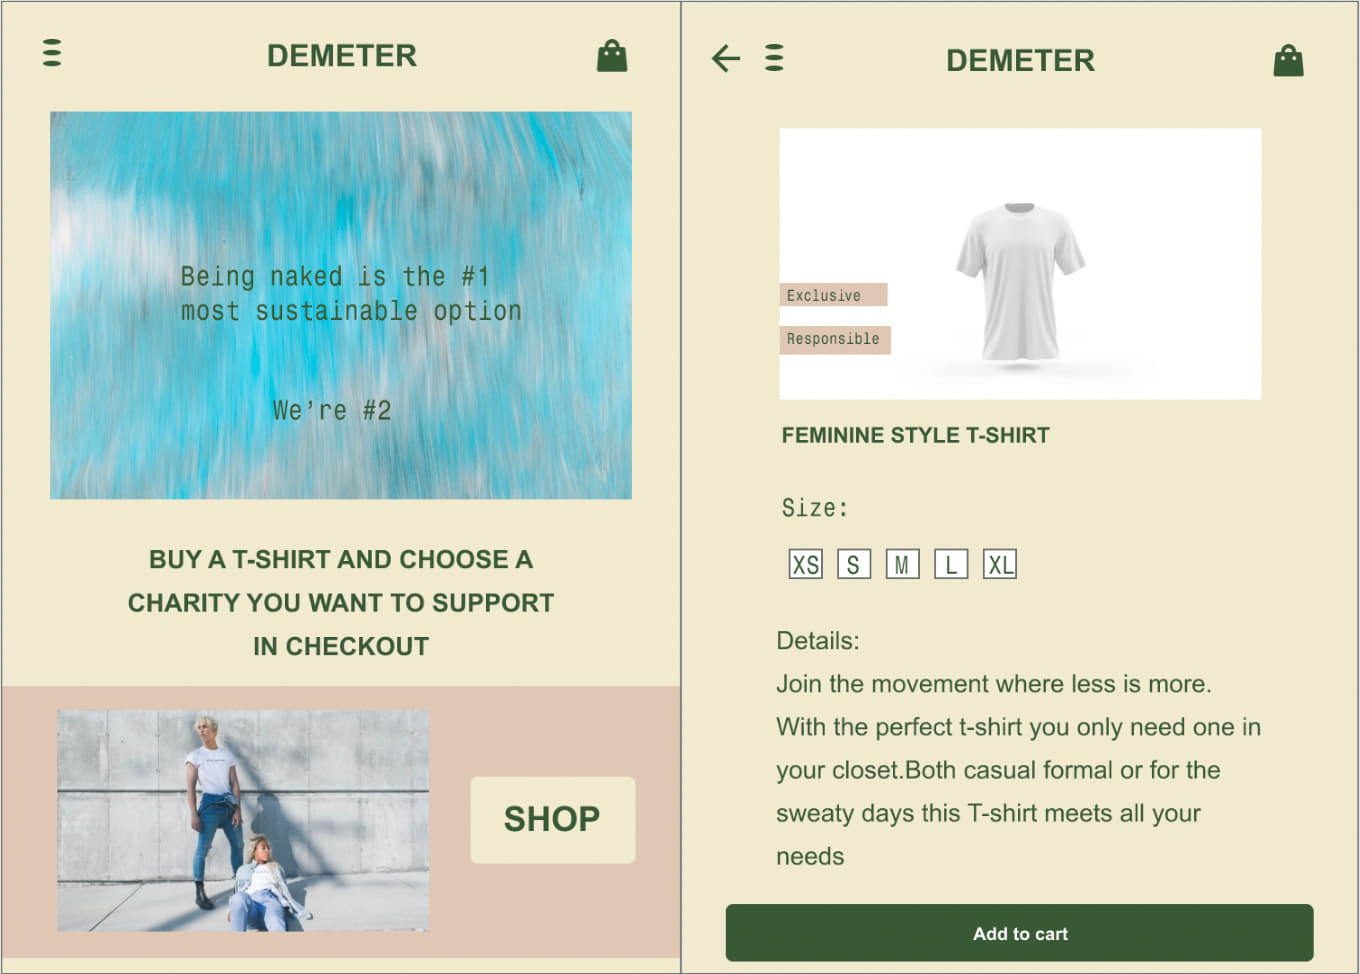 DEMETER
Being naked is the #1
most sustainable option
We’re #2
BUY A T-SHIRT AND CHOOSE A
CHARITY YOU WANT TO SUPPORT
IN CHECKOUT
SHOP
DEMETER
Exclusive
Responsible
FEMININE STYLE T-SHIRT
Size:
XS S M L XL
Details:
Join the movement where less is more.
With the perfect t-shirt you only need one in
your closet.Both casual formal or for the
sweaty days this T-shirt meets all your
needs
Add to cart